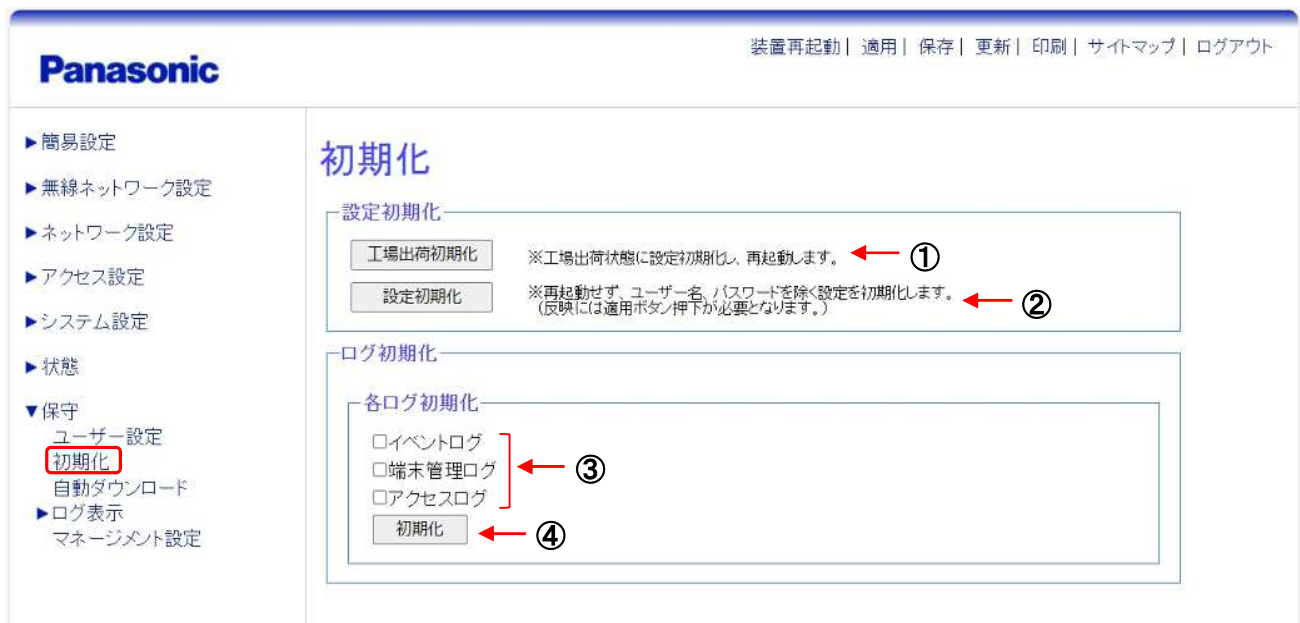 装置再起動| 適用| 保存| 更新| 印刷| サイトマップ| ログアウト
Panasonic
▶簡易設定
▶無線ネットワーク設定
▶ネットワーク設定
▶アクセス設定
▶システム設定
▶状態
▼保守
ユーザー設定
初期化
自動ダウンロード
▶ログ表示
マネージメント設定
初期化
設定初期化
工場出荷初期化 ※工場出荷状態に設定初期化し、再起動します。 ①
設定初期化 ※再起動せず、ユーザー名、パスワードを除く設定を初期化します。 ②
(反映には適用ボタン押下が必要となります。)
ログ初期化
各ログ初期化
□イベントログ
□端末管理ログ ③
□アクセスログ
初期化 ④